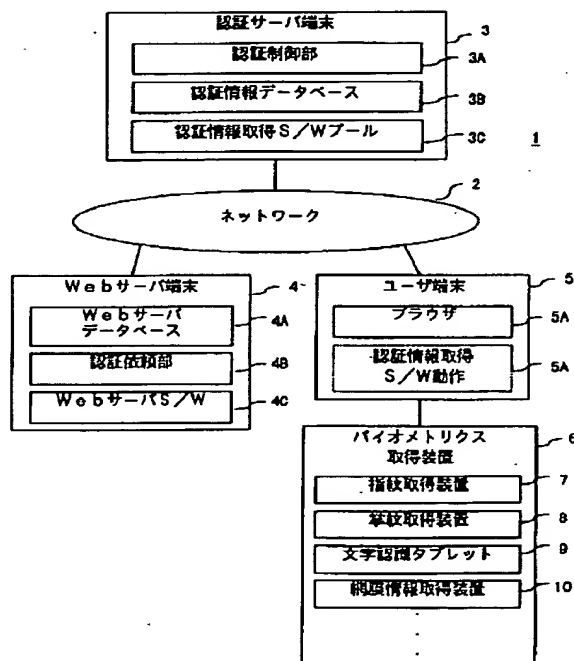 認証サーバ端末
3
認証制御部
3A
認証情報データベース
3B
認証情報取得S/Wプール
3C
1
2
ネットワーク
Webサーバ端末
4
Webサーバ
データベース
4A
認証依頼部
4B
WebサーバS/W
4C
ユーザ端末
5
ブラウザ
5A
認証情報取得
S/W動作
5A
バイオメトリクス
取得装置
6
指紋取得装置
7
掌紋取得装置
8
文字認識タブレット
9
網膜情報取得装置
10